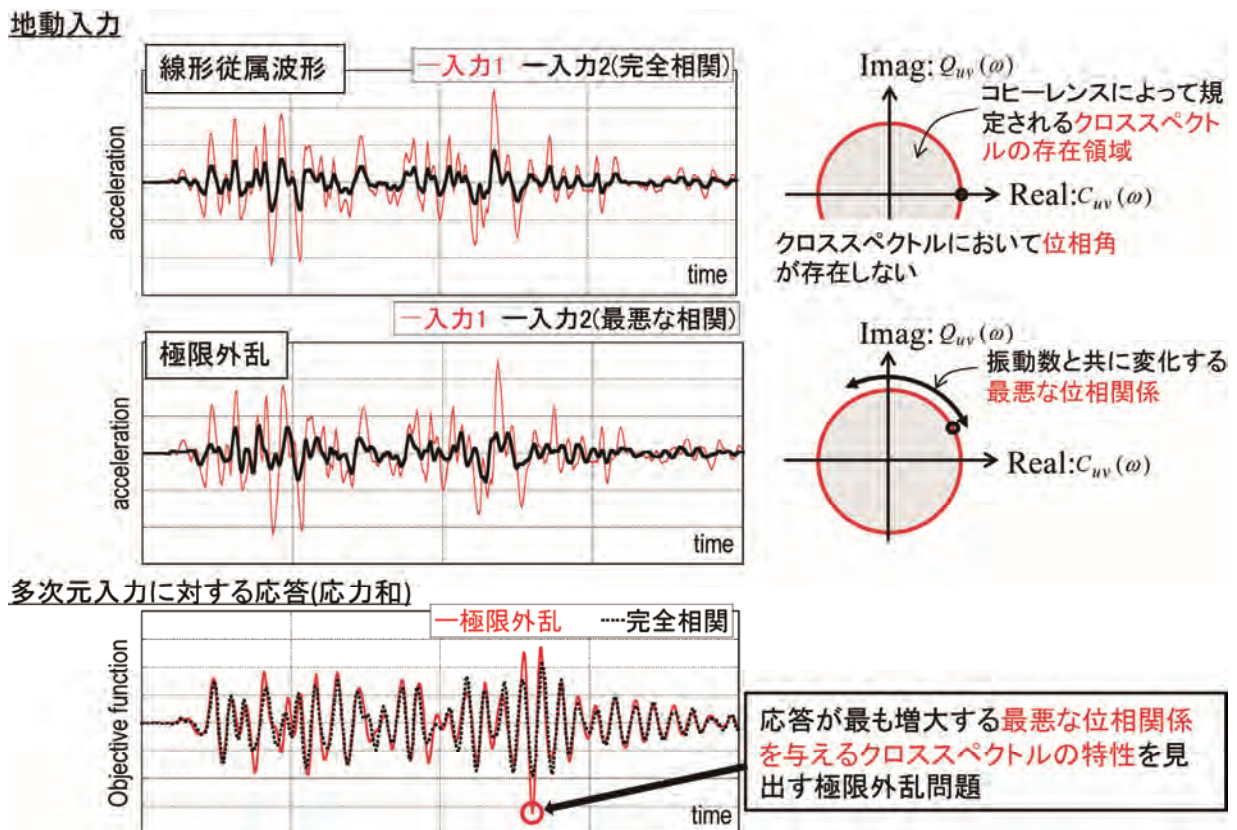 地動入力
線形従属波形
ー入力1 ー入力2(完全相関)
acceleration
time
Imag: Quv(ω)
コヒーレンスによって規
定されるクロススペクト
ルの存在領域
Real:Cuv(ω)
クロススペクトルにおいて位相角
が存在しない
ー入力1 ー入力2(最悪な相関)
極限外乱
acceleration
time
Imag: Quv(ω)
振動数と共に変化する
最悪な位相関係
Real:Cuv(ω)
多次元入力に対する応答(応力和)
ー極限外乱 ----完全相関
Objective function
time
応答が最も増大する最悪な位相関係
を与えるクロススペクトルの特性を見
出す極限外乱問題